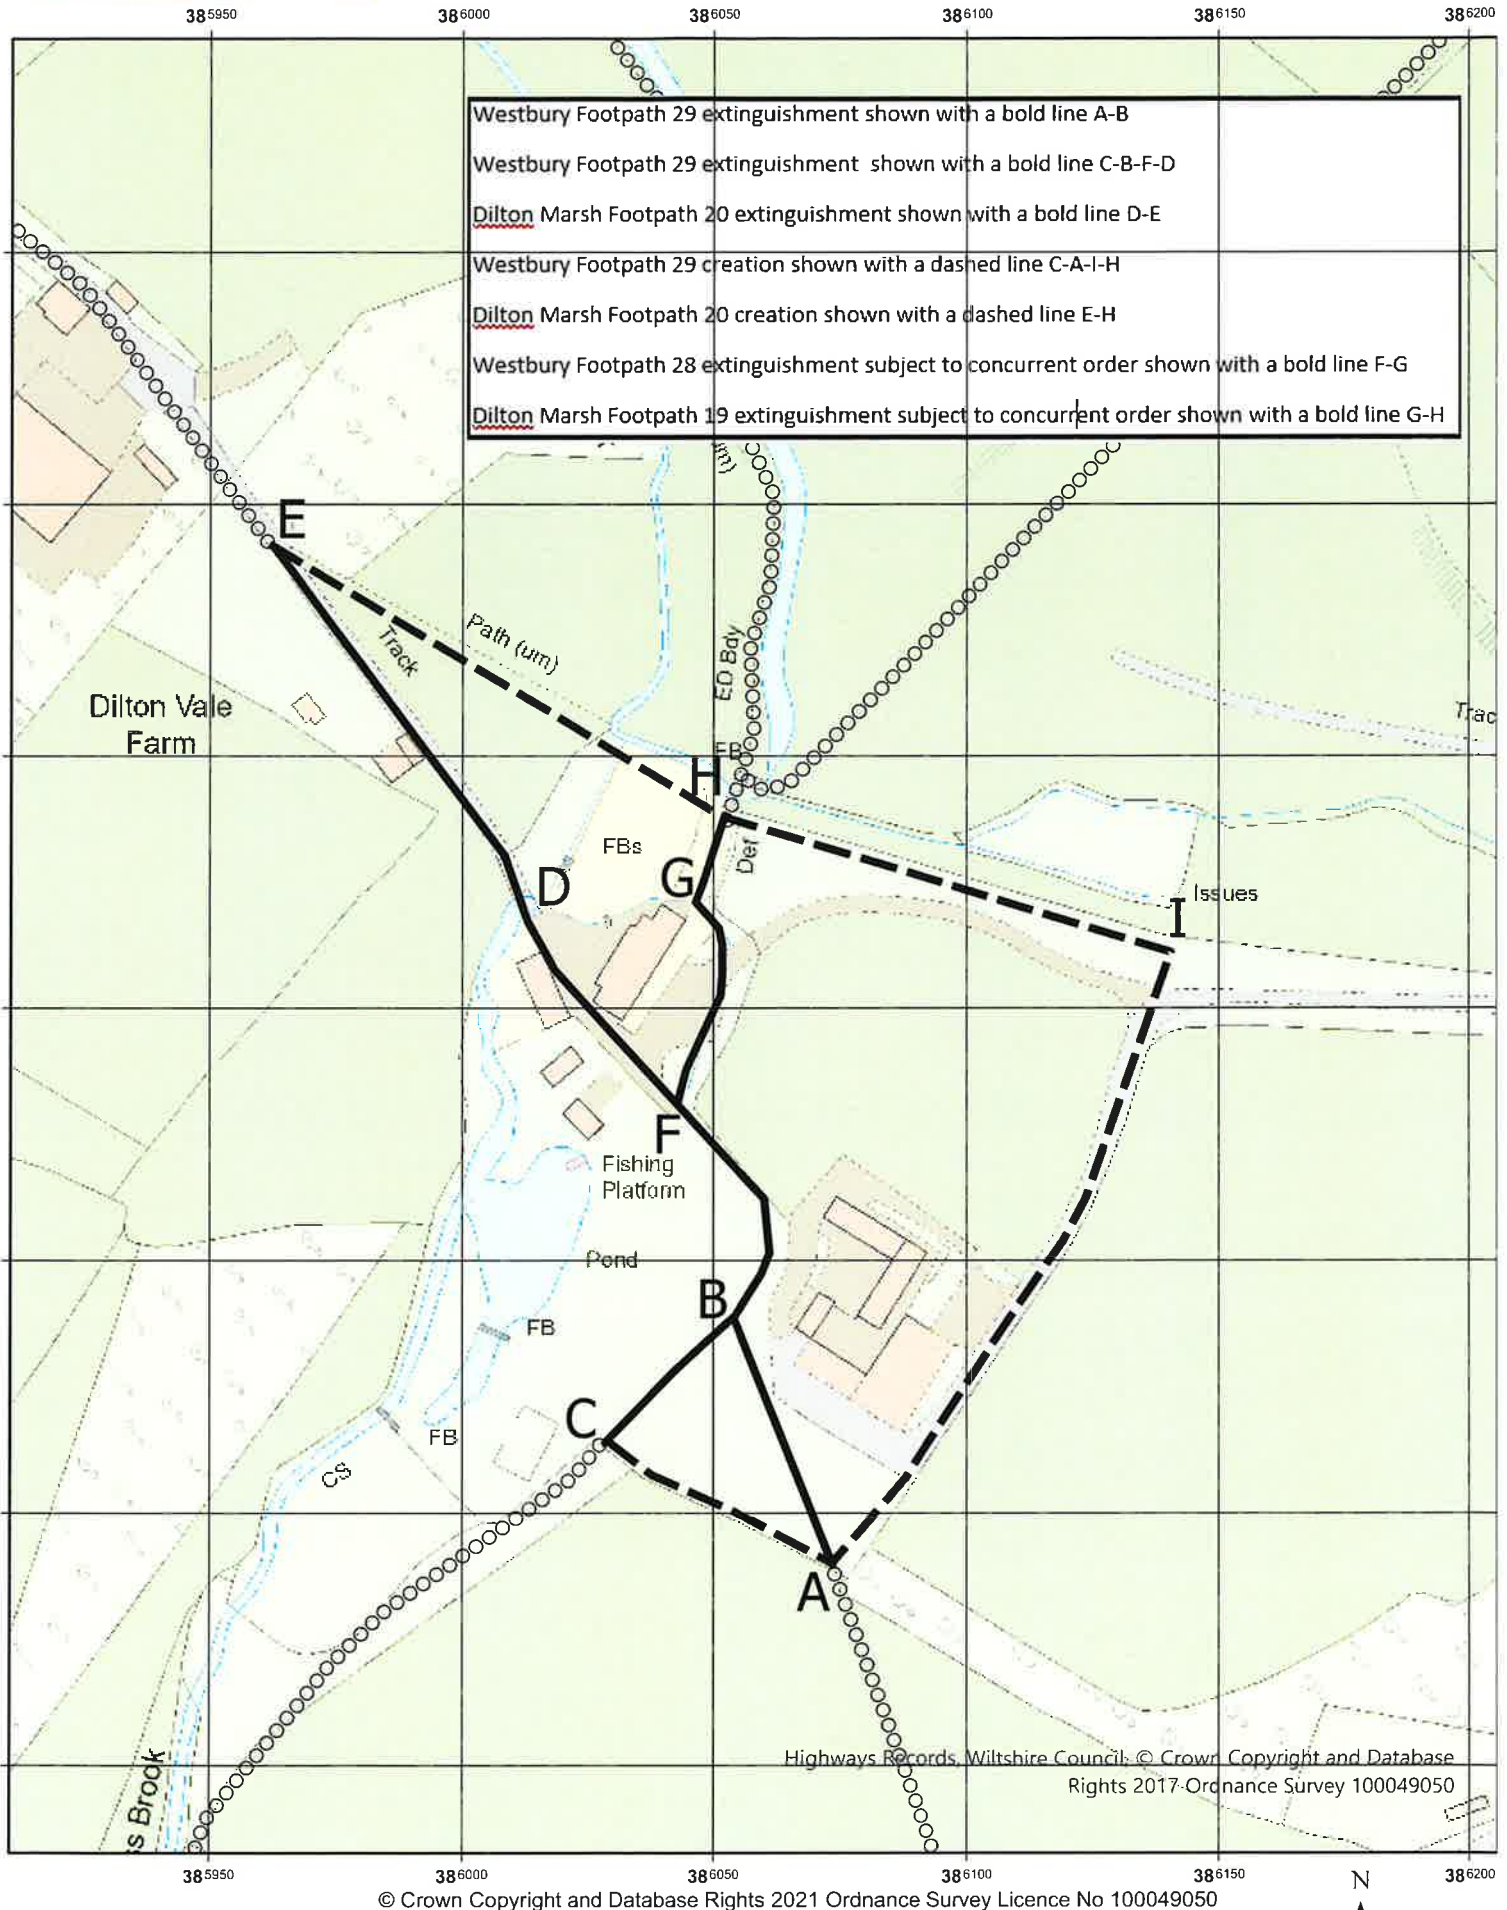 385950 386000 386050 386100 386150 386200
Westbury Footpath 29 extinguishment shown with a bold line A-B
Westbury Footpath 29 extinguishment shown with a bold line C-B-F-D
Dilton Marsh Footpath 20 extinguishment shown with a bold line D-E
Westbury Footpath 29 creation shown with a dashed line C-A-I-H
Dilton Marsh Footpath 20 creation shown with a dashed line E-H
Westbury Footpath 28 extinguishment subject to concurrent order shown with a bold line F-G
Dilton Marsh Footpath 19 extinguishment subject to concurrent order shown with a bold line G-H
m)
E
Path (um)
Track
ED Bdy
Dilton Vale
Farm
Trac
FB
H
FBs
Def
G
D
Issues
I
F
Fishing
Platform
Pond
B
FB
C
FB
CS
A
ss Brook
Highways Records, Wiltshire Council. © Crown Copyright and Database
Rights 2017 Ordnance Survey 100049050
385950 386000 386050 386100 386150 386200
N
© Crown Copyright and Database Rights 2021 Ordnance Survey Licence No 100049050